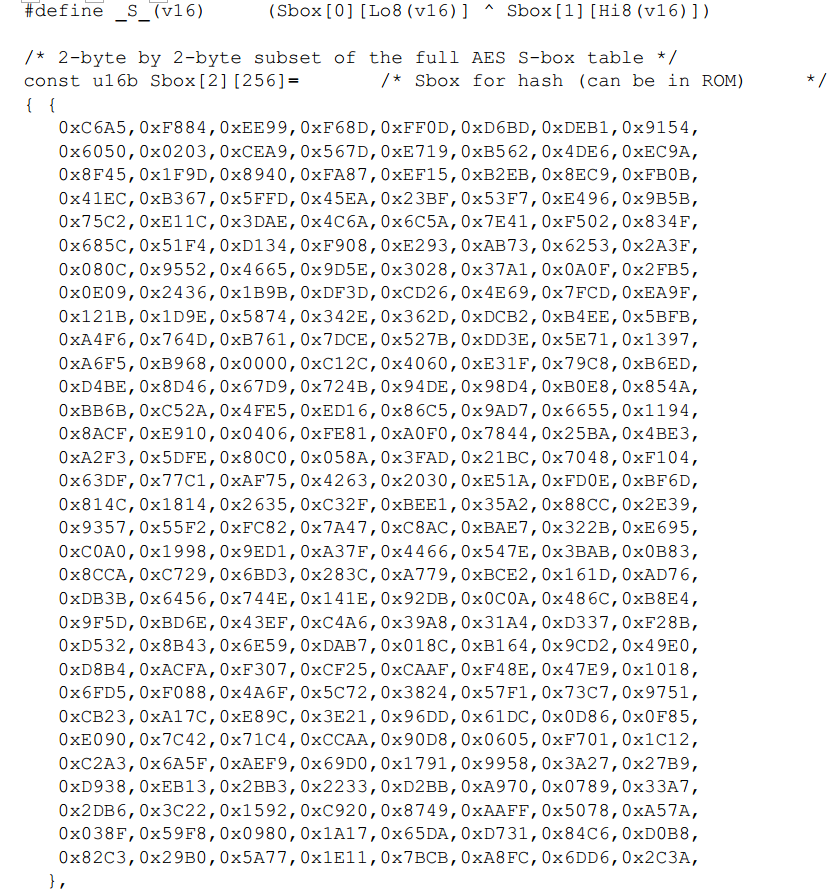 #define _S_(v16) (Sbox[0][Lo8(v16)] ^ Sbox[1][Hi8(v16)])
/* 2-byte by 2-byte subset of the full AES S-box table */
const u16b Sbox[2][256]= /* Sbox for hash (can be in ROM) */
{ {
0xC6A5,0xF884,0xEE99,0xF68D,0xFF0D,0xD6BD,0xDEB1,0x9154,
0x6050,0x0203,0xCEA9,0x567D,0xE719,0xB562,0x4DE6,0xEC9A,
0x8F45,0x1F9D,0x8940,0xFA87,0xEF15,0xB2EB,0x8EC9,0xFB0B,
0x41EC,0xB367,0x5FFD,0x45EA,0x23BF,0x53F7,0xE496,0x9B5B,
0x75C2,0xE11C,0x3DAE,0x4C6A,0x6C5A,0x7E41,0xF502,0x834F,
0x685C,0x51F4,0xD134,0xF908,0xE293,0xAB73,0x6253,0x2A3F,
0x080C,0x9552,0x4665,0x9D5E,0x3028,0x37A1,0x0A0F,0x2FB5,
0x0E09,0x2436,0x1B9B,0xDF3D,0xCD26,0x4E69,0x7FCD,0xEA9F,
0x121B,0x1D9E,0x5874,0x342E,0x362D,0xDCB2,0xB4EE,0x5BFB,
0xA4F6,0x764D,0xB761,0x7DCE,0x527B,0xDD3E,0x5E71,0x1397,
0xA6F5,0xB968,0x0000,0xC12C,0x4060,0xE31F,0x79C8,0xB6ED,
0xD4BE,0x8D46,0x67D9,0x724B,0x94DE,0x98D4,0xB0E8,0x854A,
0xBB6B,0xC52A,0x4FE5,0xED16,0x86C5,0x9AD7,0x6655,0x1194,
0x8ACF,0xE910,0x0406,0xFE81,0xA0F0,0x7844,0x25BA,0x4BE3,
0xA2F3,0x5DFE,0x80C0,0x058A,0x3FAD,0x21BC,0x7048,0xF104,
0x63DF,0x77C1,0xAF75,0x4263,0x2030,0xE51A,0xFD0E,0xBF6D,
0x814C,0x1814,0x2635,0xC32F,0xBEE1,0x35A2,0x88CC,0x2E39,
0x9357,0x55F2,0xFC82,0x7A47,0xC8AC,0xBAE7,0x322B,0xE695,
0xC0A0,0x1998,0x9ED1,0xA37F,0x4466,0x547E,0x3BAB,0x0B83,
0x8CCA,0xC729,0x6BD3,0x283C,0xA779,0xBCE2,0x161D,0xAD76,
0xDB3B,0x6456,0x744E,0x141E,0x92DB,0x0C0A,0x486C,0xB8E4,
0x9F5D,0xBD6E,0x43EF,0xC4A6,0x39A8,0x31A4,0xD337,0xF28B,
0xD532,0x8B43,0x6E59,0xDAB7,0x018C,0xB164,0x9CD2,0x49E0,
0xD8B4,0xACFA,0xF307,0xCF25,0xCAAF,0xF48E,0x47E9,0x1018,
0x6FD5,0xF088,0x4A6F,0x5C72,0x3824,0x57F1,0x73C7,0x9751,
0xCB23,0xA17C,0xE89C,0x3E21,0x96DD,0x61DC,0x0D86,0x0F85,
0xE090,0x7C42,0x71C4,0xCCAA,0x90D8,0x0605,0xF701,0x1C12,
0xC2A3,0x6A5F,0xAEF9,0x69D0,0x1791,0x9958,0x3A27,0x27B9,
0xD938,0xEB13,0x2BB3,0x2233,0xD2BB,0xA970,0x0789,0x33A7,
0x2DB6,0x3C22,0x1592,0xC920,0x8749,0xAAFF,0x5078,0xA57A,
0x038F,0x59F8,0x0980,0x1A17,0x65DA,0xD731,0x84C6,0xD0B8,
0x82C3,0x29B0,0x5A77,0x1E11,0x7BCB,0xA8FC,0x6DD6,0x2C3A,
},